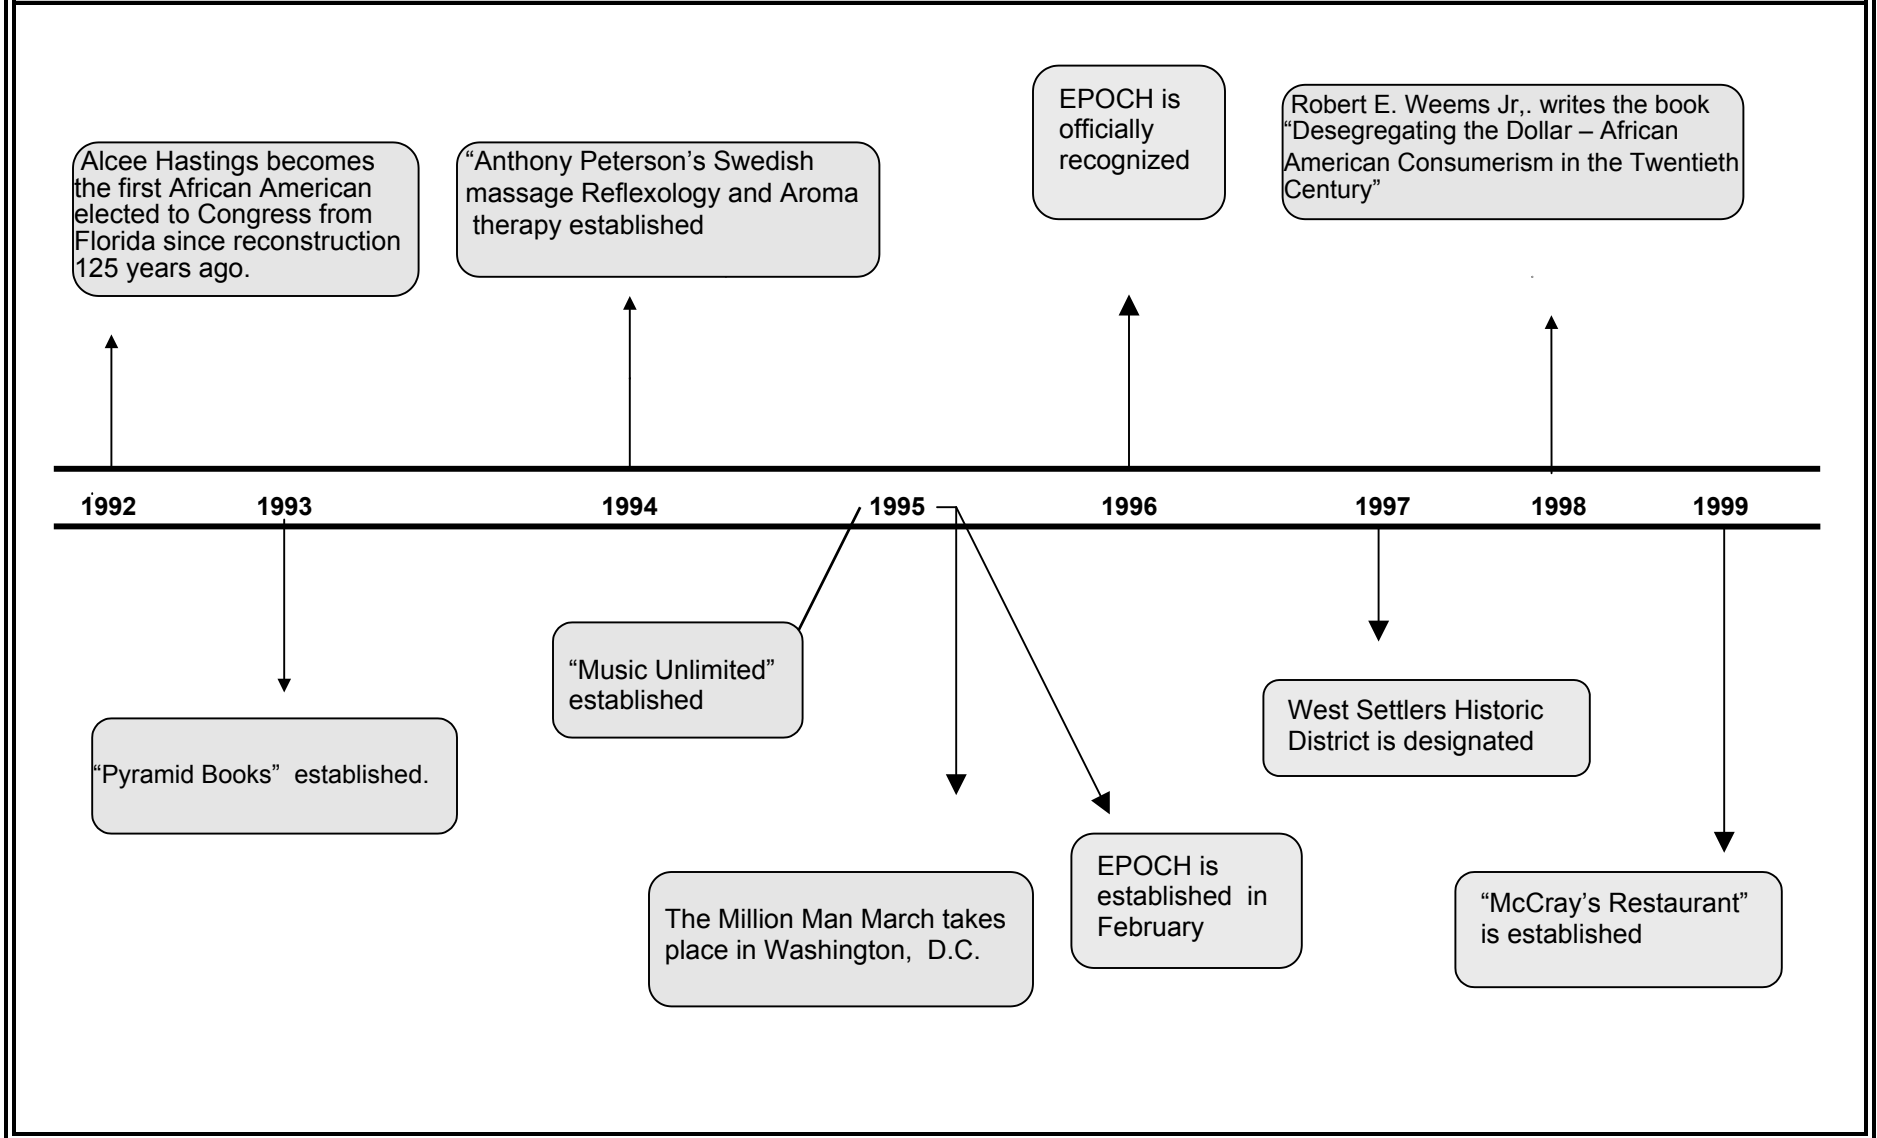 EPOCH is
officially
recognized
Robert E. Weems Jr,. writes the book
“Desegregating the Dollar – African
American Consumerism in the Twentieth
Century”
Alcee Hastings becomes
the first African American
elected to Congress from
Florida since reconstruction
125 years ago.
“Anthony Peterson’s Swedish
massage Reflexology and Aroma
therapy established
1992 1993 1994 1995 1996 1997 1998 1999
“Music Unlimited”
established
West Settlers Historic
District is designated
“Pyramid Books” established.
The Million Man March takes
place in Washington, D.C.
EPOCH is
established in
February
“McCray’s Restaurant”
is established